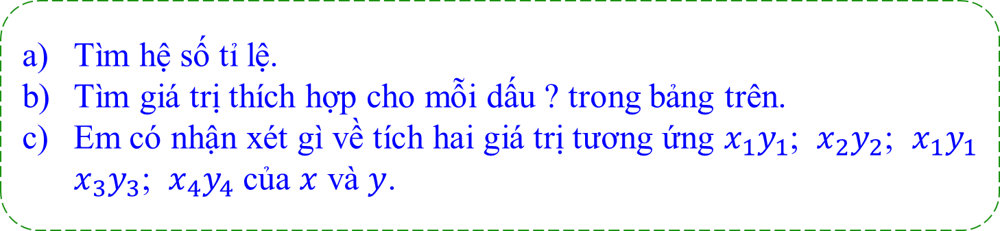 a) Tìm hệ số tỉ lệ.
b) Tìm giá trị thích hợp cho mỗi dấu ? trong bảng trên.
c) Em có nhận xét gì về tích hai giá trị tương ứng x₁y₁; x₂y₂; x₁y₁
x₃y₃; x₄y₄ của x và y.